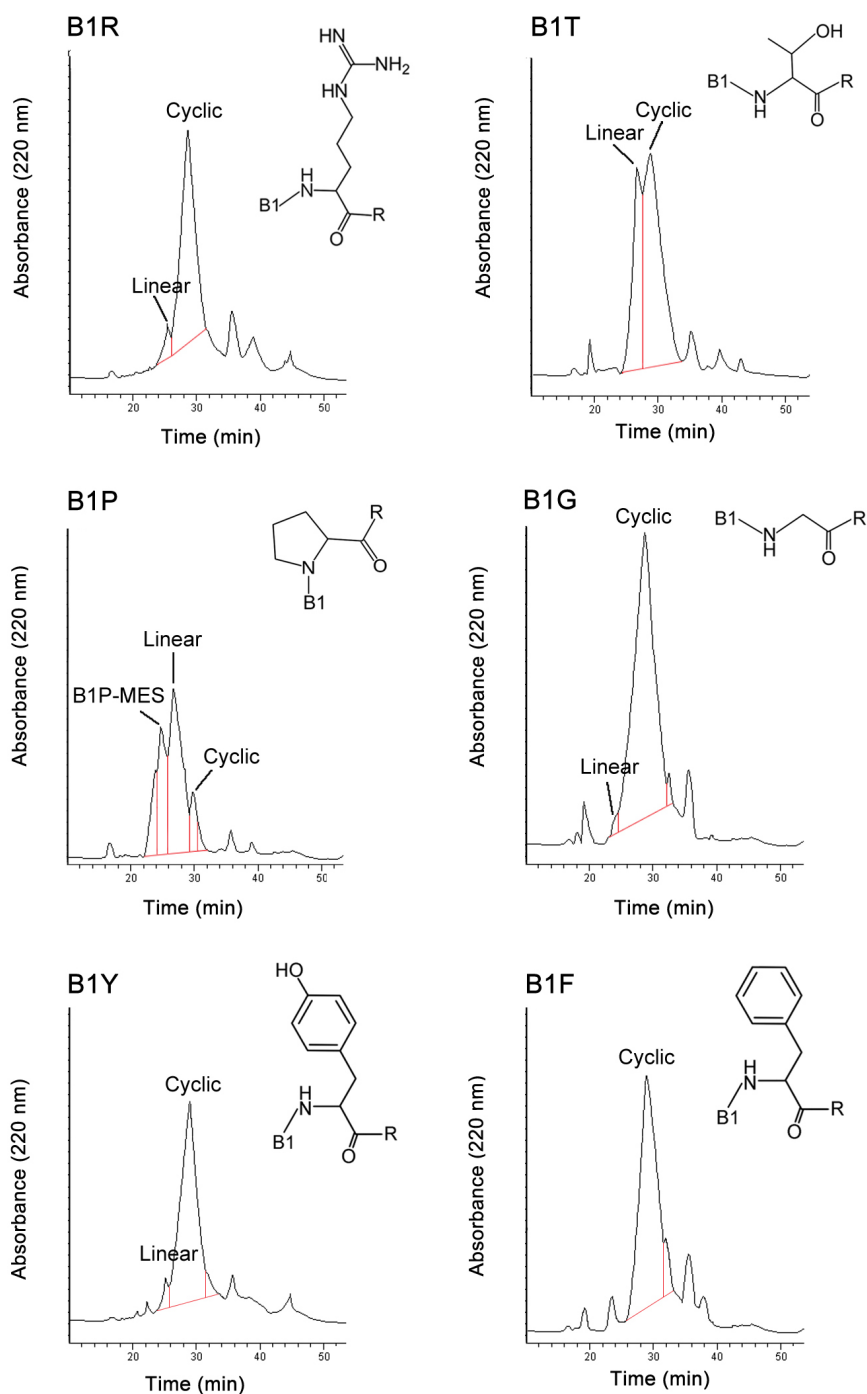 B1R
Absorbance (220 nm)
Cyclic
Linear
NH
NH2
HN
H
N
B1
R
O
20 30 40 50
Time (min)
B1T
Absorbance (220 nm)
Cyclic
Linear
OH
B1
N
H
R
O
20 30 40 50
Time (min)
B1P
Absorbance (220 nm)
Linear
B1P-MES
Cyclic
R
N
O
B1
20 30 40 50
Time (min)
B1G
Absorbance (220 nm)
Cyclic
Linear
B1
N
H
R
O
20 30 40 50
Time (min)
B1Y
Absorbance (220 nm)
Cyclic
Linear
HO
H
N
B1
R
O
20 30 40 50
Time (min)
B1F
Absorbance (220 nm)
Cyclic
H
N
B1
R
O
20 30 40 50
Time (min)